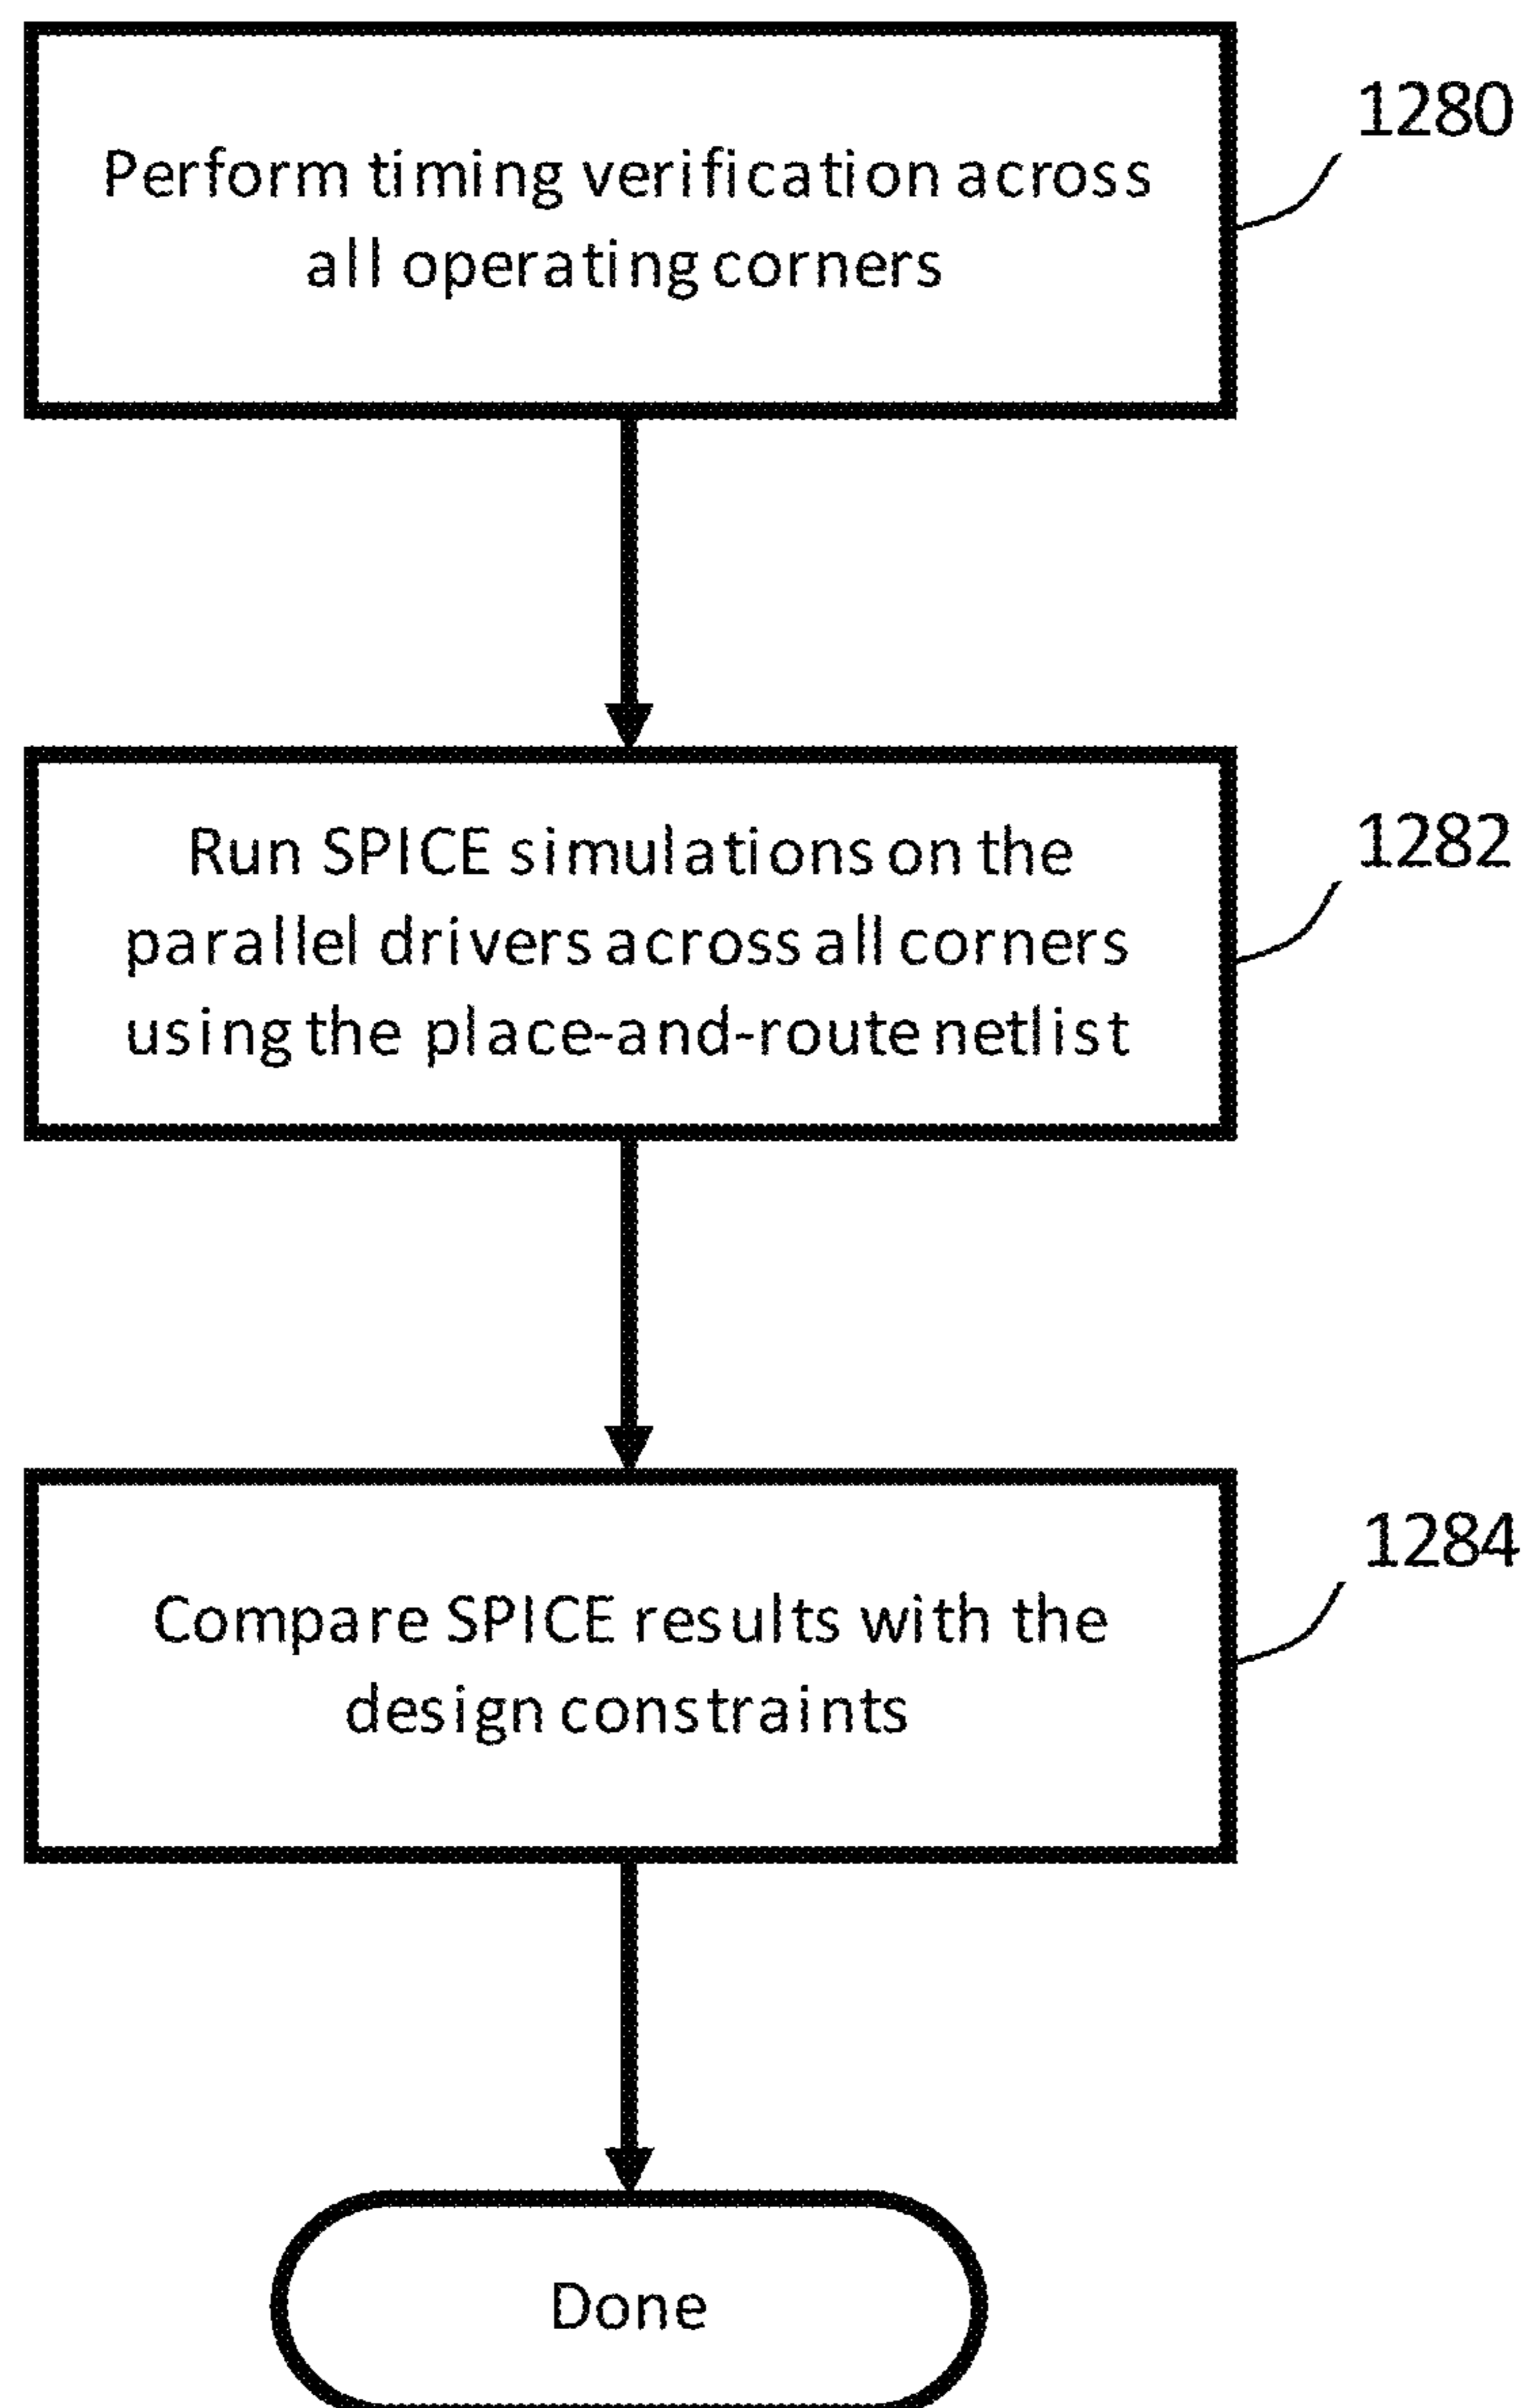 1280
Perform timing verification across
all operating corners
1282
Run SPICE simulations on the
parallel drivers across all corners
using the place-and-route netlist
1284
Compare SPICE results with the
design constraints
Done